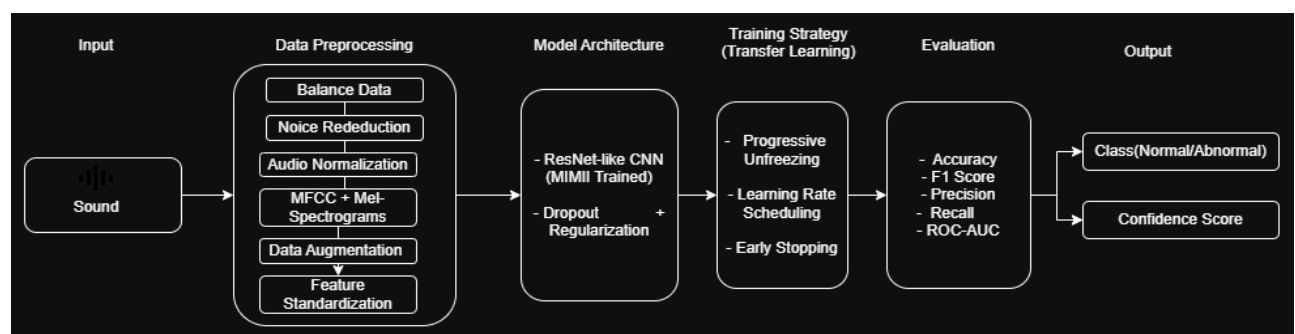 Input
Data Preprocessing
Model Architecture
Training Strategy
(Transfer Learning)
Evaluation
Output
Sound
Balance Data
Noice Rededuction
Audio Normalization
MFCC + Mel-
Spectrograms
Data Augmentation
Feature
Standardization
- ResNet-like CNN
(MIMII Trained)
- Dropout +
Regularization
- Progressive
Unfreezing
- Learning Rate
Scheduling
- Early Stopping
- Accuracy
- F1 Score
- Precision
- Recall
- ROC-AUC
Class(Normal/Abnormal)
Confidence Score